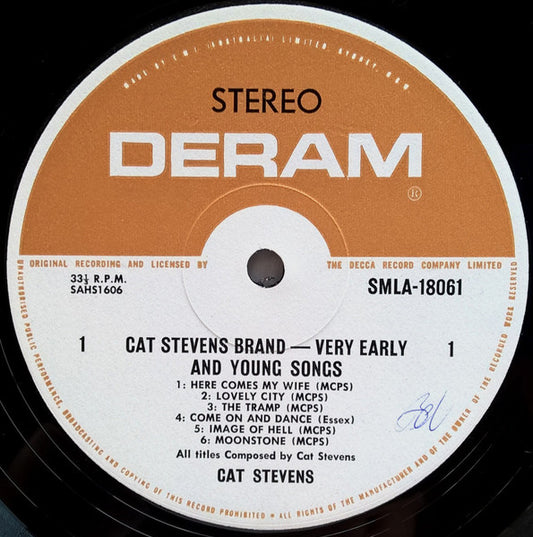 MADE BY E.M.I. (AUSTRALIA) LIMITED, SYDNEY, N.S.W.
STEREO
DERAM
®
ORIGINAL RECORDING AND LICENSED BY THE DECCA RECORD COMPANY LIMITED
33⅓ R.P.M.
SAHS1606
SMLA-18061
1 CAT STEVENS BRAND — VERY EARLY 1
AND YOUNG SONGS
1: HERE COMES MY WIFE (MCPS)
2: LOVELY CITY (MCPS)
3: THE TRAMP (MCPS)
4: COME ON AND DANCE (Essex)
5: IMAGE OF HELL (MCPS)
6: MOONSTONE (MCPS)
All titles Composed by Cat Stevens
CAT STEVENS
UNAUTHORISED PUBLIC PERFORMANCE, BROADCASTING AND COPYING OF THIS RECORD PROHIBITED • ALL RIGHTS OF THE MANUFACTURER AND OF THE OWNER OF THE RECORDED WORK RESERVED